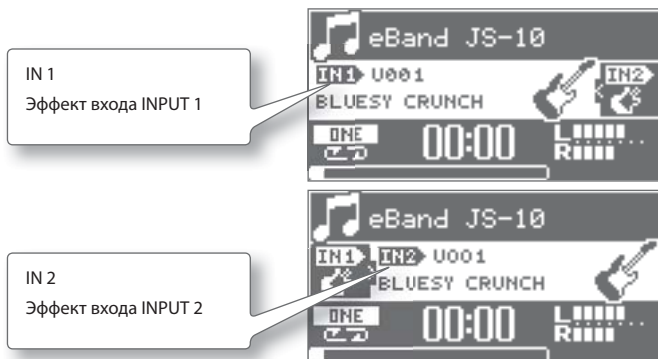 IN 1
Эффект входа INPUT 1
eBand JS-10
IN1 U001 IN2
BLUESY CRUNCH
ONE 00:00 L
R
IN 2
Эффект входа INPUT 2
eBand JS-10
IN1 IN2 U001
BLUESY CRUNCH
ONE 00:00 L
R